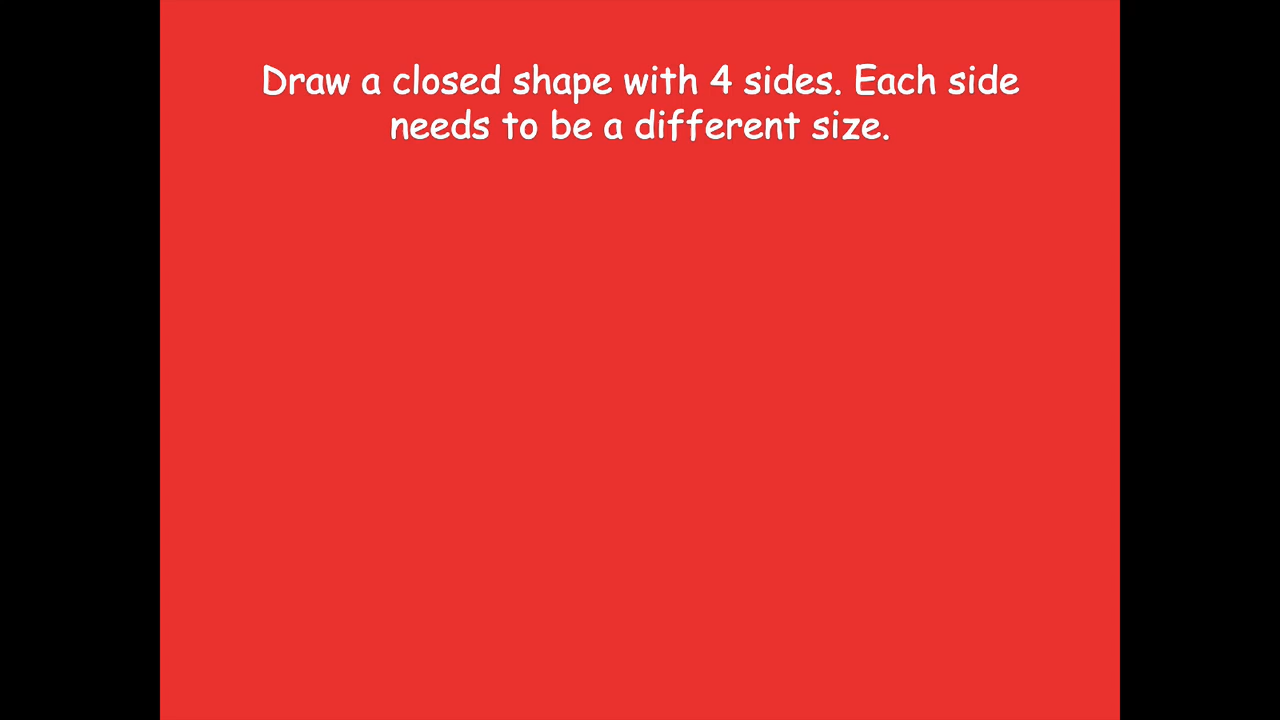 Draw a closed shape with 4 sides. Each side
needs to be a different size.